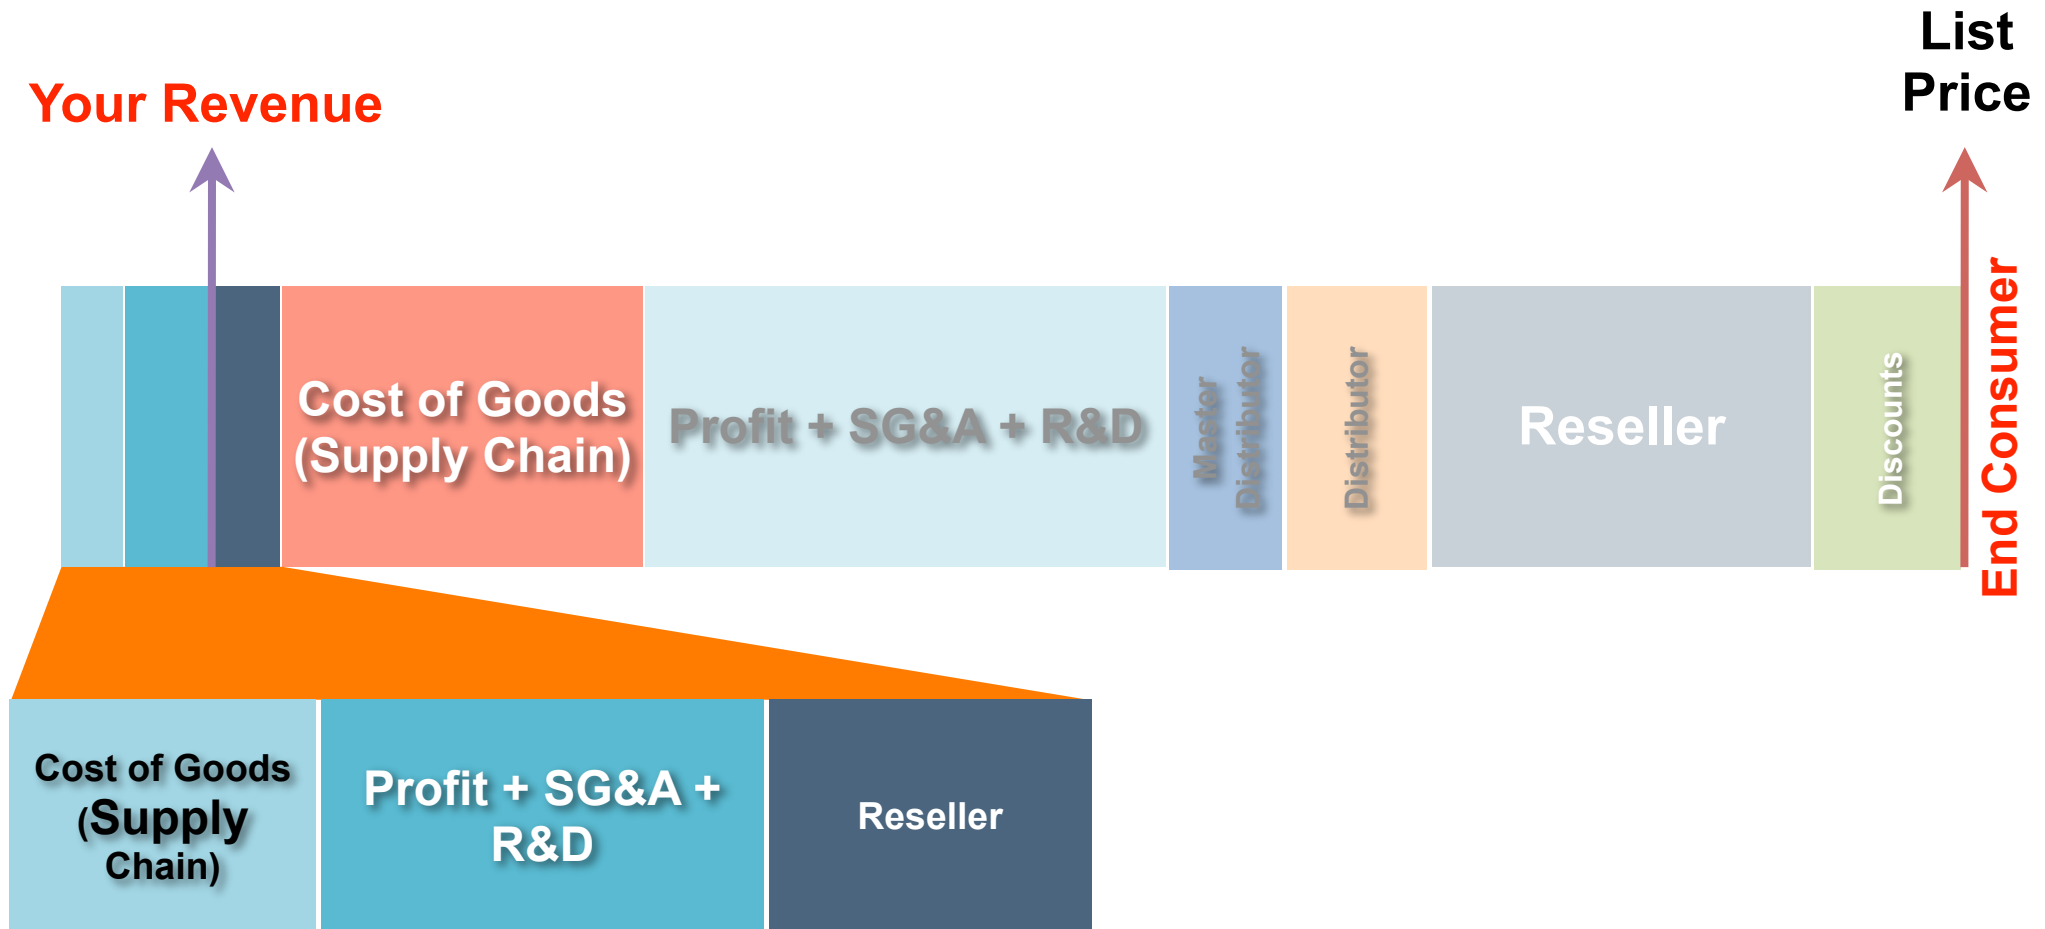 List
Price
Your Revenue
Cost of Goods
(Supply Chain)
Profit + SG&A + R&D
Master
Distributor
Distributor
Reseller
Discounts
End Consumer
Cost of Goods
(Supply
Chain)
Profit + SG&A +
R&D
Reseller